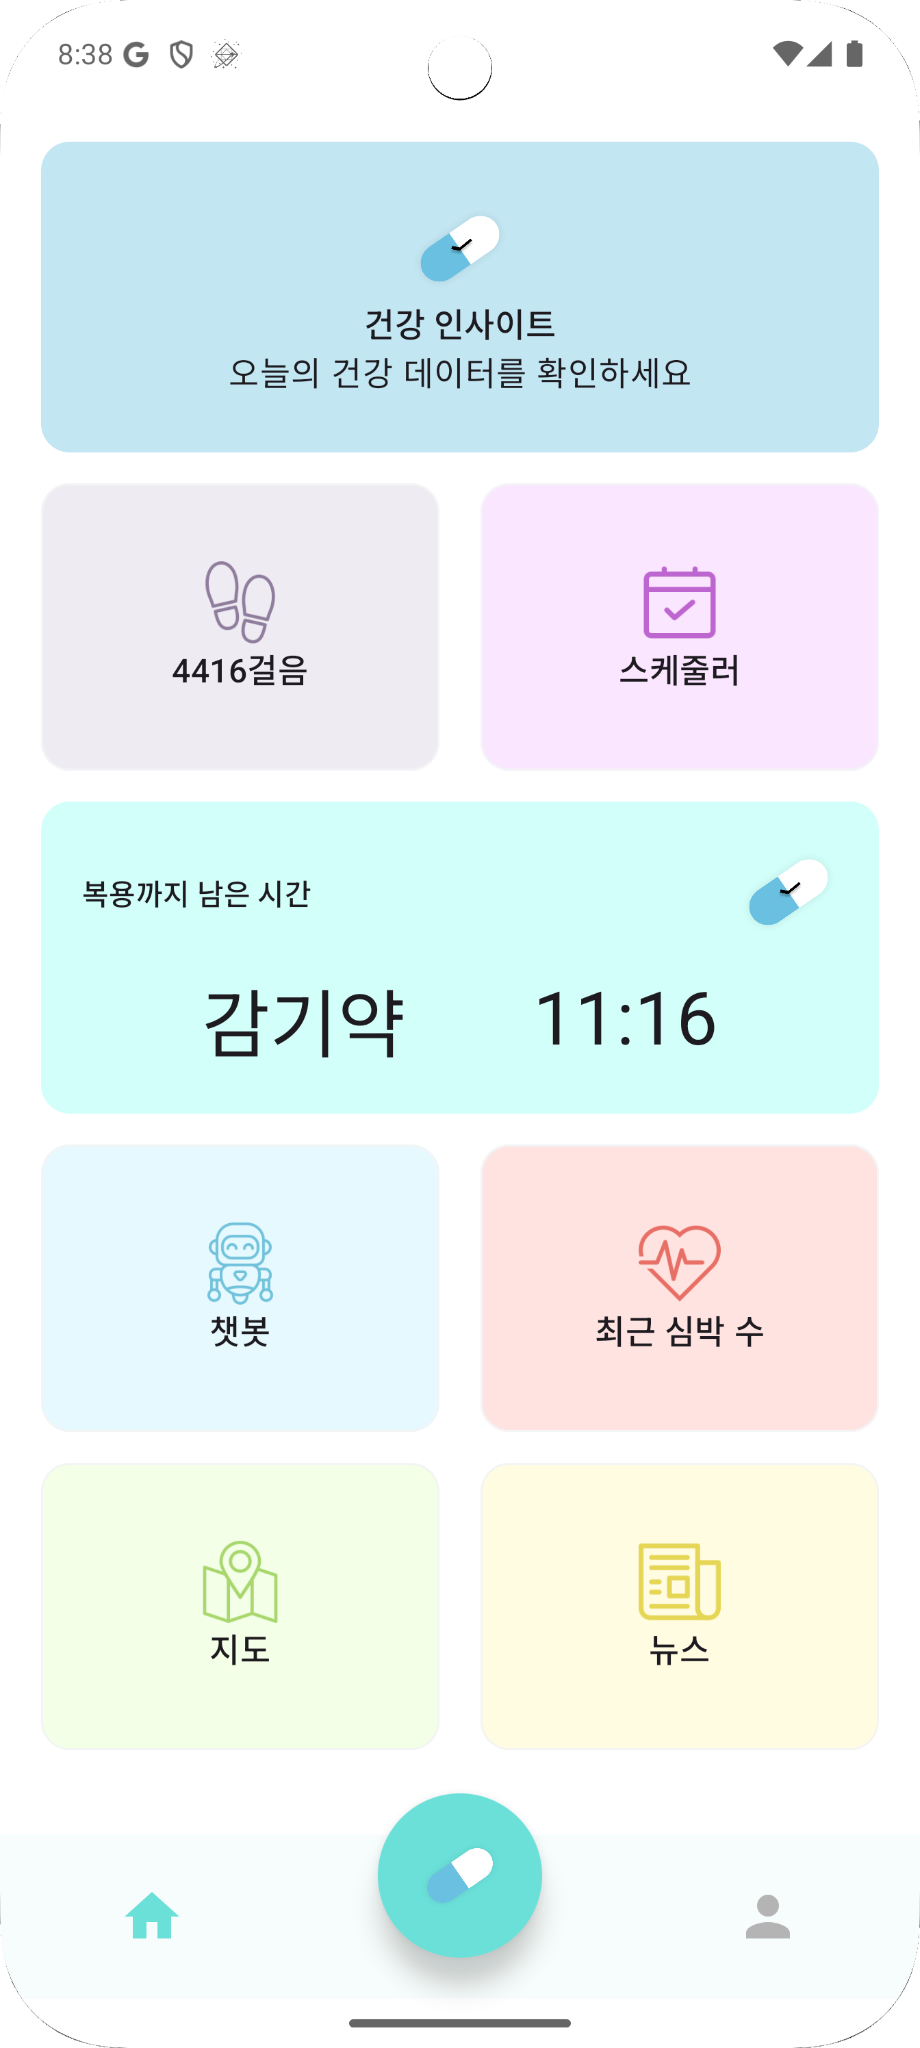 8:38
건강 인사이트
오늘의 건강 데이터를 확인하세요
4416걸음
스케줄러
복용까지 남은 시간
감기약 11:16
챗봇
최근 심박 수
지도
뉴스